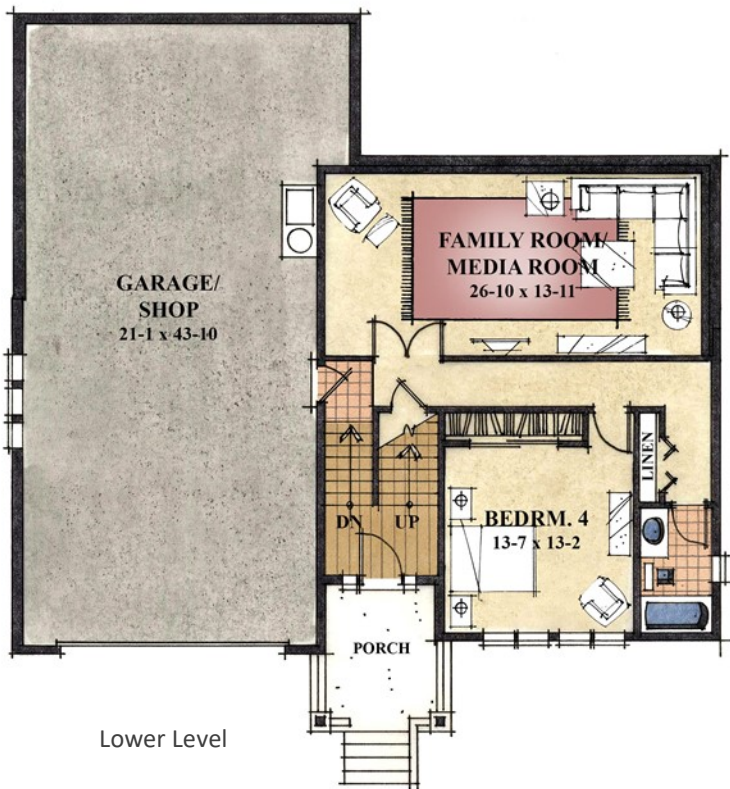 FAMILY ROOM/
MEDIA ROOM
26-10 x 13-11
GARAGE/
SHOP
21-1 x 43-10
LINEN
DN
UP
BEDRM. 4
13-7 x 13-2
PORCH
Lower Level